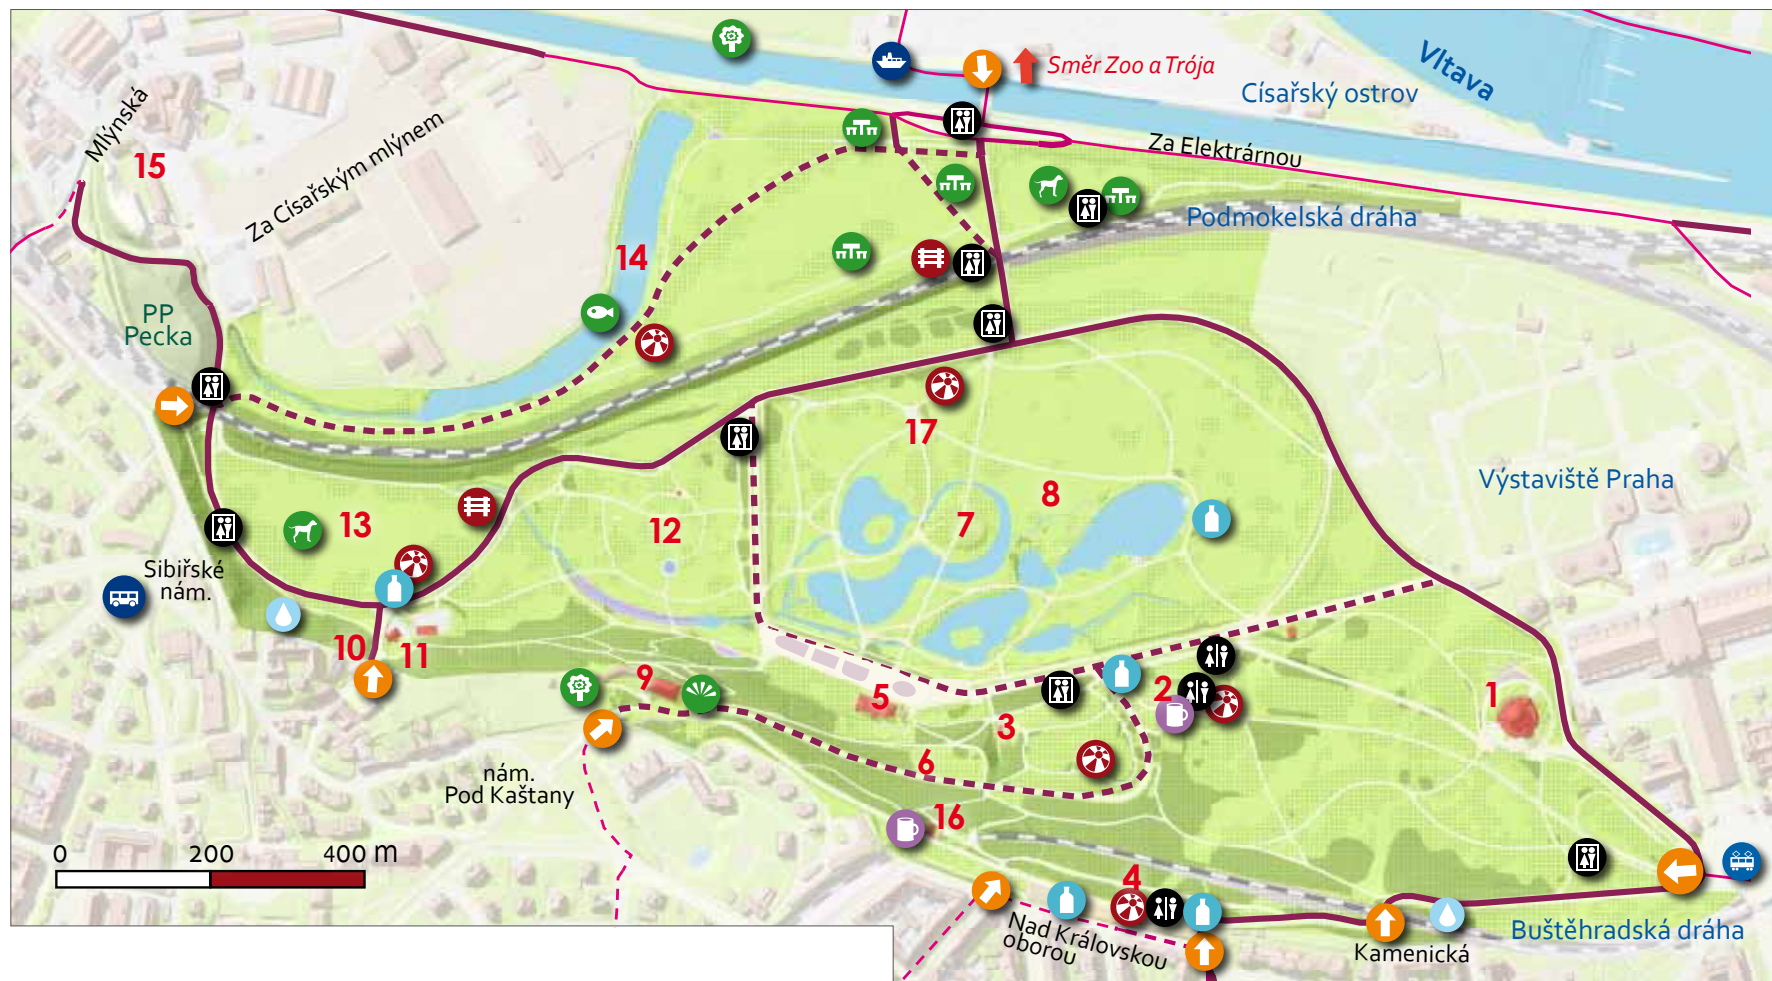 Vltava
Směr Zoo a Trója
Císařský ostrov
Mlýnská
15
Za Císařským mlýnem
Za Elektrárnou
Podmokelská dráha
14
PP
Pecka
17
8
7
Výstaviště Praha
13
12
Sibiřské
nám.
10
11
9
5
2
1
3
6
nám.
Pod Kaštany
16
0 200 400 m
4
Nad Královskou
oborou
Kamenická
Buštěhradská dráha